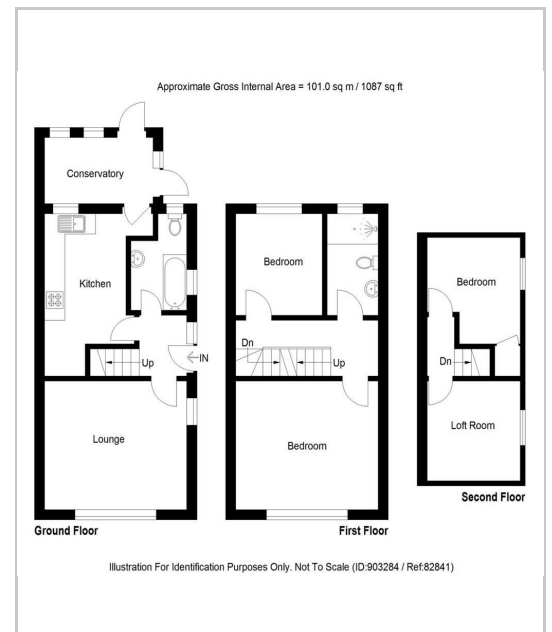 Approximate Gross Internal Area = 101.0 sq m / 1087 sq ft
Conservatory
Kitchen
Up
IN
Lounge
Ground Floor
Bedroom
Dn
Up
Bedroom
First Floor
Bedroom
Dn
Loft Room
Second Floor
Illustration For Identification Purposes Only. Not To Scale (ID:903284 / Ref:82841)